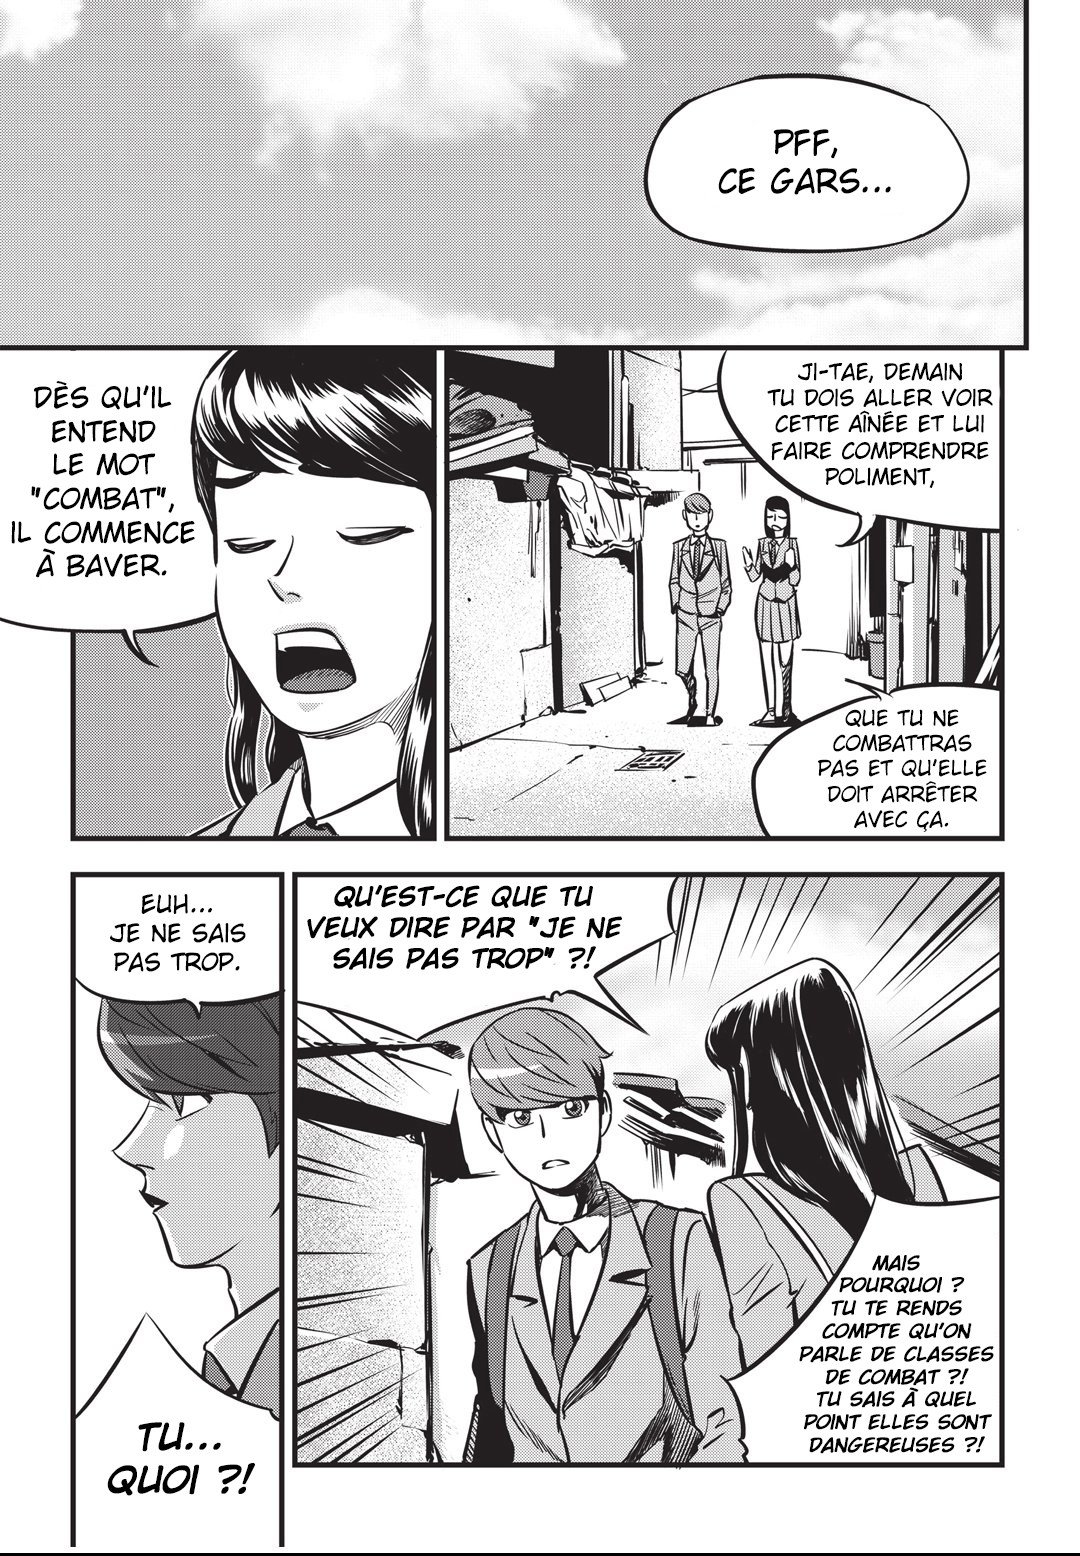 PFF,
CE GARS...
DÈS QU'IL
ENTEND
LE MOT
"COMBAT",
IL COMMENCE
À BAVER.
JI-TAE, DEMAIN
TU DOIS ALLER VOIR
CETTE AÎNÉE ET LUI
FAIRE COMPRENDRE
POLIMENT,
QUE TU NE
COMBATTRAS
PAS ET QU'ELLE
DOIT ARRÊTER
AVEC ÇA.
EUH...
JE NE SAIS
PAS TROP.
TU...
QUOI ?!
QU'EST-CE QUE TU
VEUX DIRE PAR "JE NE
SAIS PAS TROP" ?!
MAIS
POURQUOI ?
TU TE RENDS
COMPTE QU'ON
PARLE DE CLASSES
DE COMBAT ?!
TU SAIS À QUEL
POINT ELLES SONT
DANGEREUSES ?!